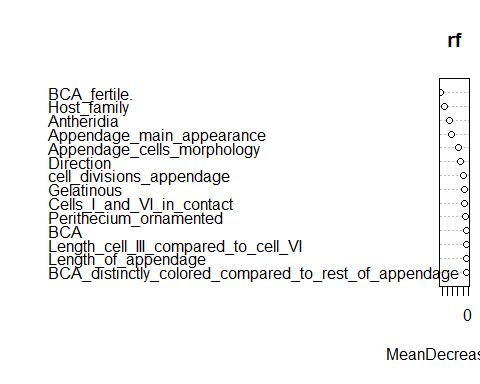 rf
BCA_fertile.
Host_family
Antheridia
Appendage_main_appearance
Appendage_cells_morphology
Direction
cell_divisions_appendage
Gelatinous
Cells_I_and_VI_in_contact
Perithecium_ornamented
BCA
Length_cell_III_compared_to_cell_VI
Length_of_appendage
BCA_distinctly_colored_compared_to_rest_of_appendage
0
MeanDecreas